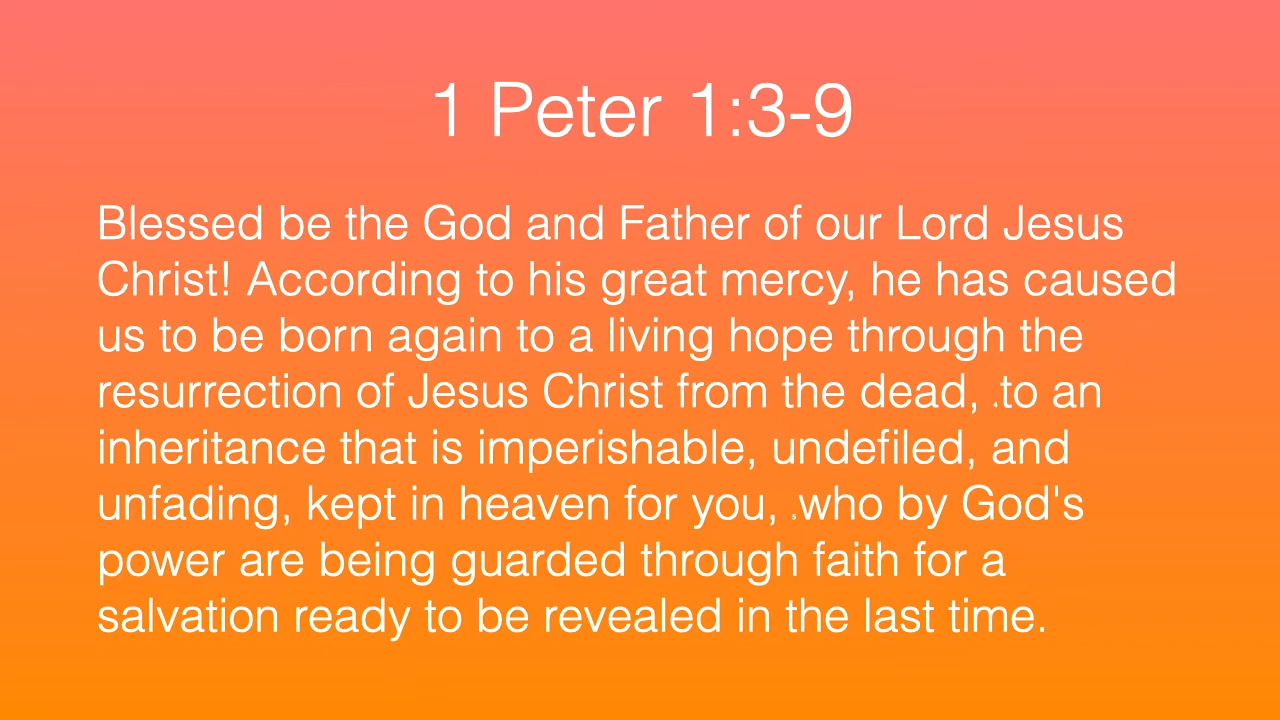 1 Peter 1:3-9
Blessed be the God and Father of our Lord Jesus
Christ! According to his great mercy, he has caused
us to be born again to a living hope through the
resurrection of Jesus Christ from the dead, to an
inheritance that is imperishable, undefiled, and
unfading, kept in heaven for you, who by God's
power are being guarded through faith for a
salvation ready to be revealed in the last time.